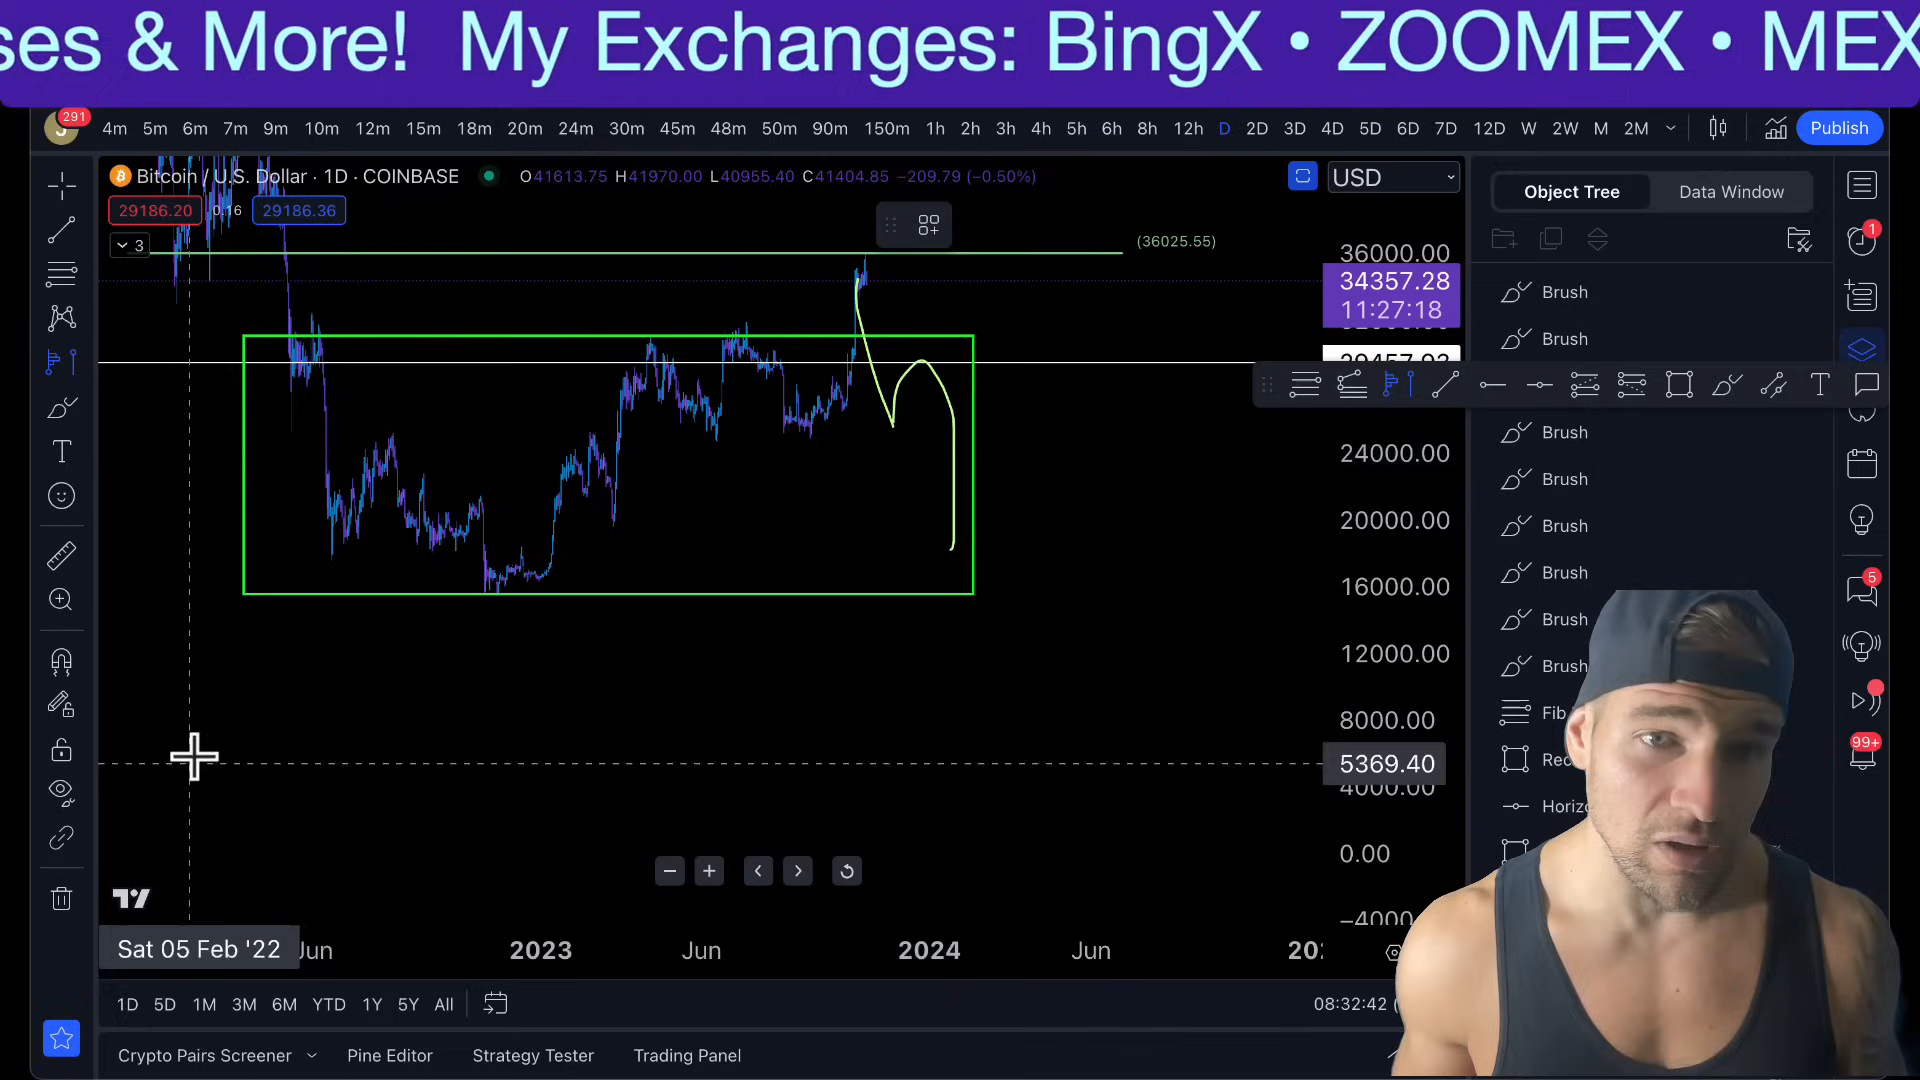 ses & More! My Exchanges: BingX • ZOOMEX • MEX
291
4m 5m 6m 7m 9m 10m 12m 15m 18m 20m 24m 30m 45m 48m 50m 90m 150m 1h 2h 3h 4h 5h 6h 8h 12h D 2D 3D 4D 5D 6D 7D 12D W 2W M 2M
Publish
Bitcoin / U.S. Dollar · 1D · COINBASE
O41613.75 H41970.00 L40955.40 C41404.85 −209.79 (−0.50%)
USD
Object Tree
Data Window
29186.20
0.16
29186.36
3
(36025.55)
1
36000.00
34357.28
11:27:18
29457.93
24000.00
20000.00
16000.00
12000.00
8000.00
5369.40
4000.00
0.00
−4000
Brush
Brush
T
Brush
Brush
Brush
Brush
Brush
Brush
Fib
Horiz
5
99+
T
Sat 05 Feb '22
Jun
2023
Jun
2024
Jun
1D 5D 1M 3M 6M YTD 1Y 5Y All
08:32:42
Crypto Pairs Screener
Pine Editor
Strategy Tester
Trading Panel